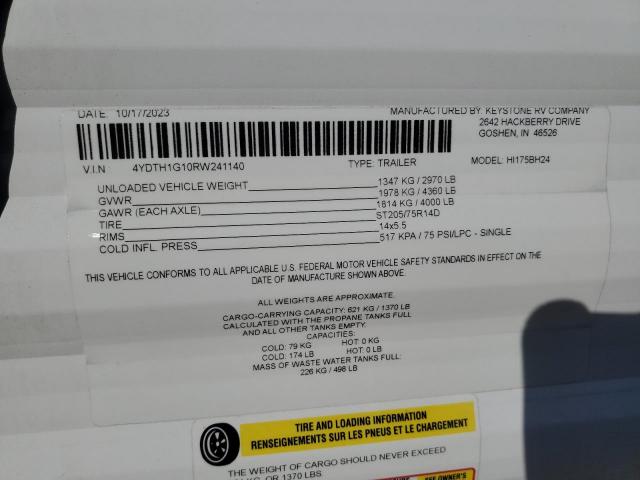 DATE: 10/17/2023 MANUFACTURED BY: KEYSTONE RV COMPANY
2642 HACKBERRY DRIVE
GOSHEN, IN 46526
V.I.N 4YDTH1G10RW241140 TYPE: TRAILER MODEL: HI175BH24
UNLOADED VEHICLE WEIGHT 1347 KG / 2970 LB
GVWR 1978 KG / 4360 LB
GAWR (EACH AXLE) 1814 KG / 4000 LB
TIRE ST205/75R14D
RIMS 14x5.5
COLD INFL. PRESS 517 KPA / 75 PSI/LPC - SINGLE
THIS VEHICLE CONFORMS TO ALL APPLICABLE U.S. FEDERAL MOTOR VEHICLE SAFETY STANDARDS IN EFFECT ON THE
DATE OF MANUFACTURE SHOWN ABOVE.
ALL WEIGHTS ARE APPROXIMATE.
CARGO-CARRYING CAPACITY: 621 KG / 1370 LB
CALCULATED WITH THE PROPANE TANKS FULL
AND ALL OTHER TANKS EMPTY.
CAPACITIES:
COLD: 79 KG HOT: 0 KG
COLD: 174 LB HOT: 0 LB
MASS OF WASTE WATER TANKS FULL:
226 KG / 498 LB
TIRE AND LOADING INFORMATION
RENSEIGNEMENTS SUR LES PNEUS ET LE CHARGEMENT
THE WEIGHT OF CARGO SHOULD NEVER EXCEED
KG. OR 1370 LBS.
SEE OWNER'S